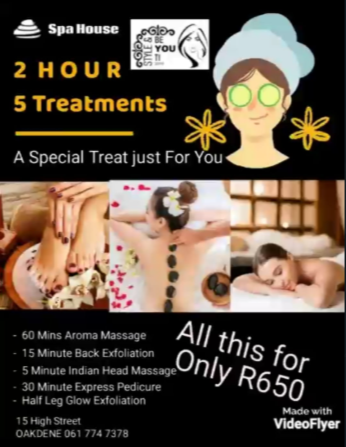 Spa House
STYLE &
BE
YOU
TI
2 HOUR
5 Treatments
A Special Treat just For You
- 60 Mins Aroma Massage
- 15 Minute Back Exfoliation
- 5 Minute Indian Head Massage
- 30 Minute Express Pedicure
- Half Leg Glow Exfoliation
All this for
Only R650
15 High Street
OAKDENE 061 774 7378
Made with
VideoFlyer